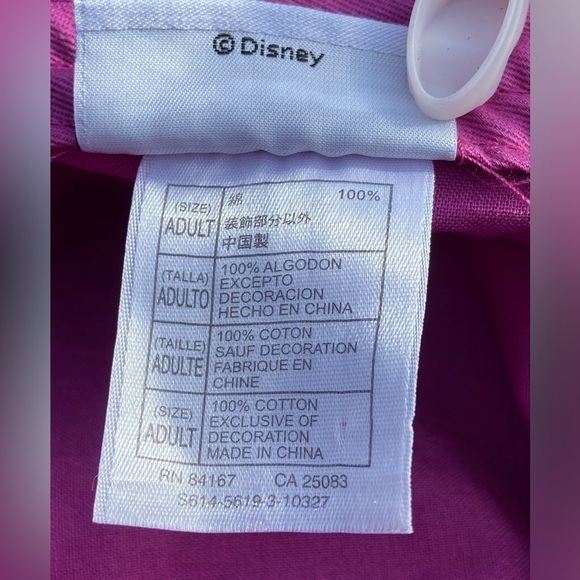 © Disney
(SIZE)
ADULT
綿 100%
装飾部分以外
中国製
(TALLA)
ADULTO
100% ALGODON
EXCEPTO
DECORACION
HECHO EN CHINA
(TAILLE)
ADULTE
100% COTON
SAUF DECORATION
FABRIQUE EN
CHINE
(SIZE)
ADULT
100% COTTON
EXCLUSIVE OF
DECORATION
MADE IN CHINA
RN 84167 CA 25083
S614-5619-3-10327